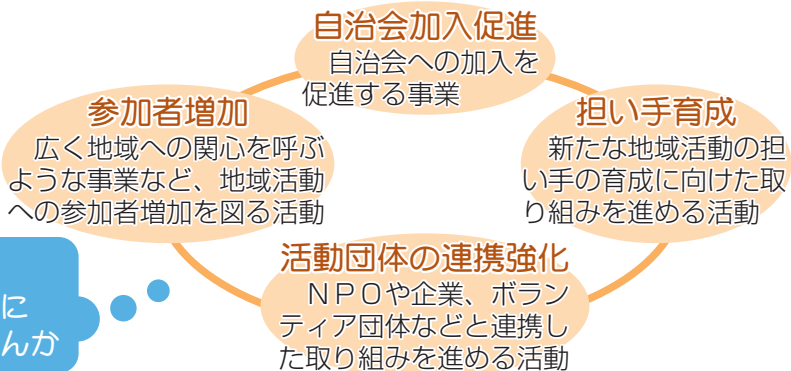 自治会加入促進
自治会への加入を
促進する事業
参加者増加
広く地域への関心を呼ぶ
ような事業など、地域活動
への参加者増加を図る活動
担い手育成
新たな地域活動の担
い手の育成に向けた取
り組みを進める活動
活動団体の連携強化
ＮＰＯや企業、ボラン
ティア団体などと連携し
た取り組みを進める活動
に
んか